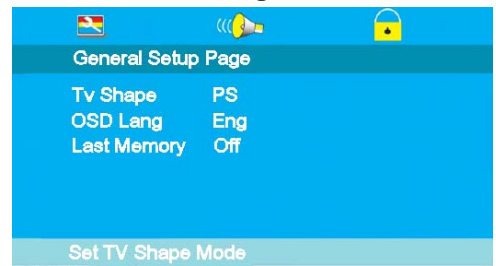 General Setup Page
Tv Shape PS
OSD Lang Eng
Last Memory Off
Set TV Shape Mode